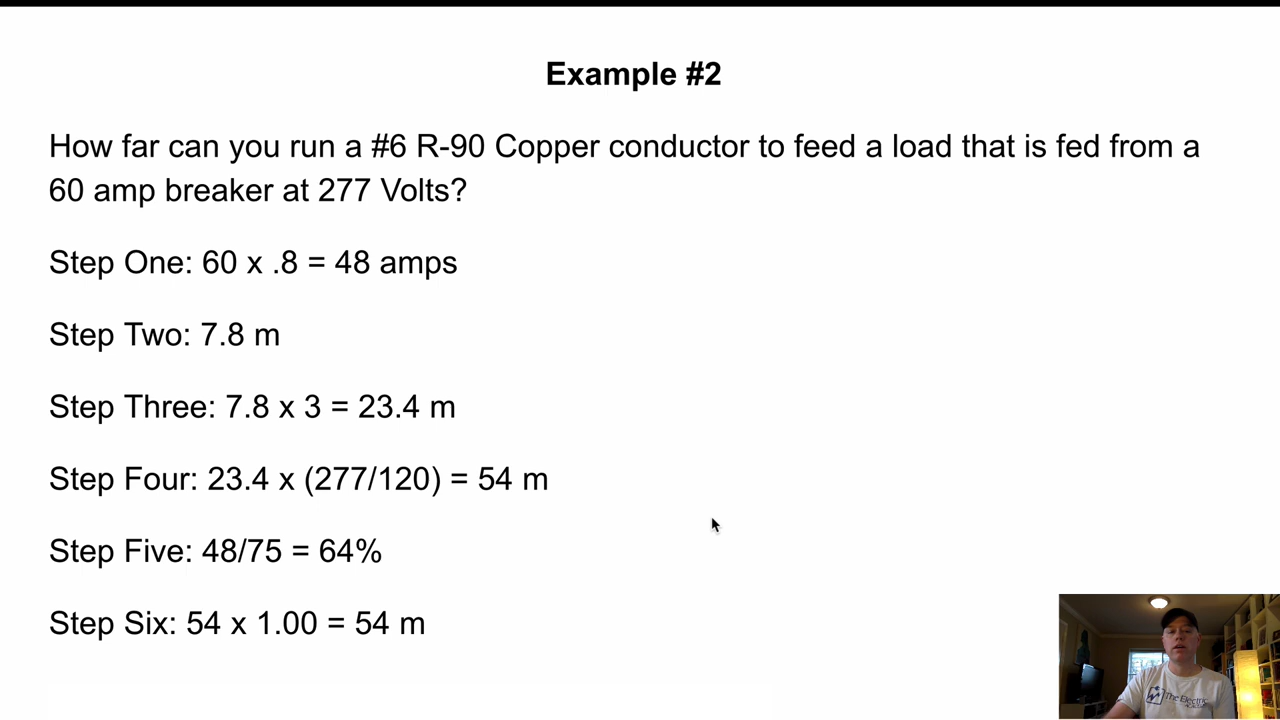 Example #2
How far can you run a #6 R-90 Copper conductor to feed a load that is fed from a
60 amp breaker at 277 Volts?
Step One: 60 x .8 = 48 amps
Step Two: 7.8 m
Step Three: 7.8 x 3 = 23.4 m
Step Four: 23.4 x (277/120) = 54 m
Step Five: 48/75 = 64%
Step Six: 54 x 1.00 = 54 m
The Electric